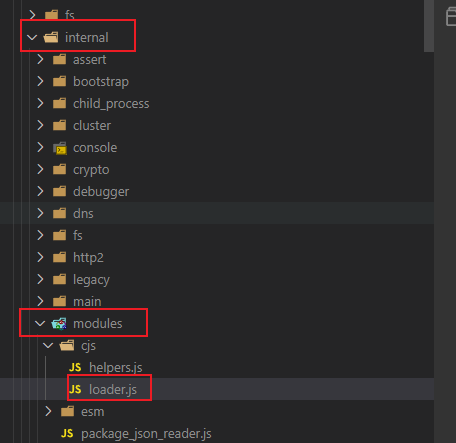 fs
internal
assert
bootstrap
child_process
cluster
console
crypto
debugger
dns
fs
http2
legacy
main
modules
cjs
JS helpers.js
JS loader.js
esm
JS package_json_reader.js